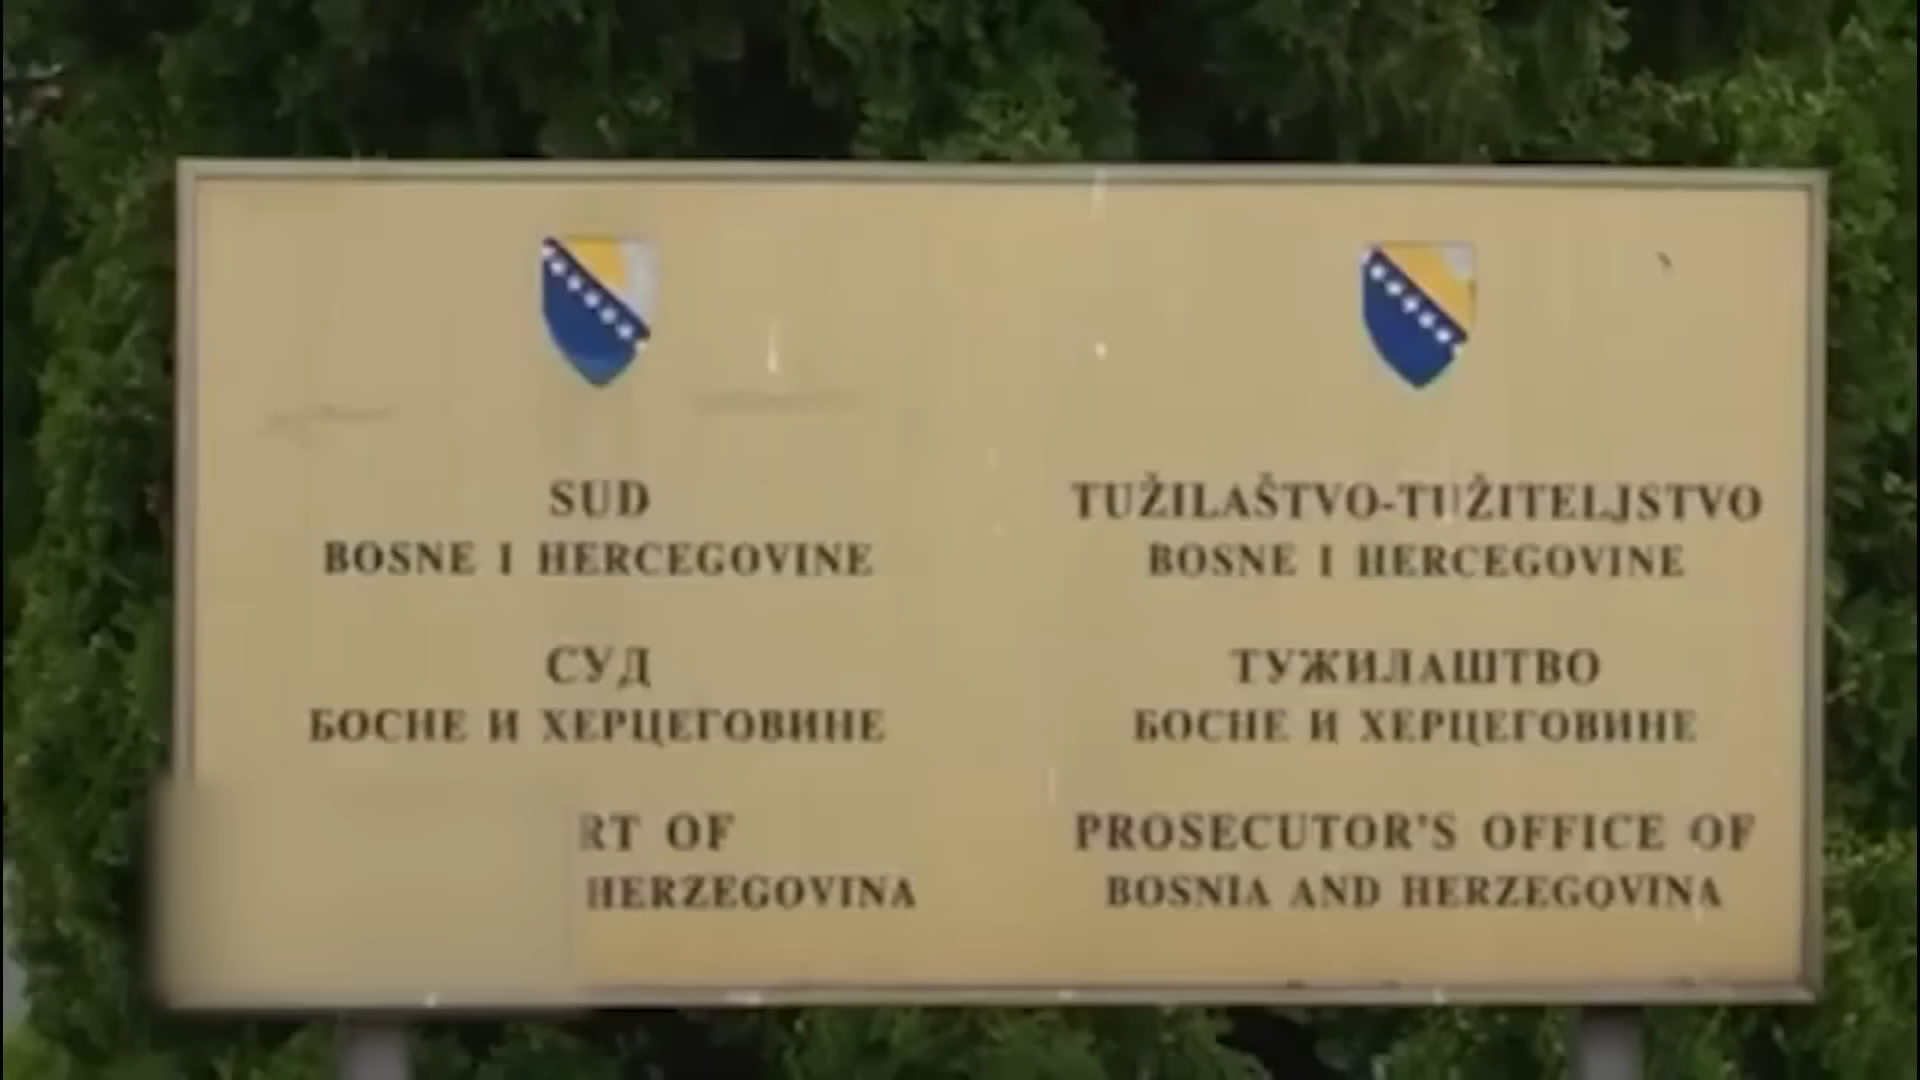 SUD
BOSNE I HERCEGOVINE
СУД
БОСНЕ И ХЕРЦЕГОВИНЕ
RT OF
HERZEGOVINA
TUŽILAŠTVO-TUŽITELJSTVO
BOSNE I HERCEGOVINE
ТУЖИЛАШТВО
БОСНЕ И ХЕРЦЕГОВИНЕ
PROSECUTOR'S OFFICE OF
BOSNIA AND HERZEGOVINA